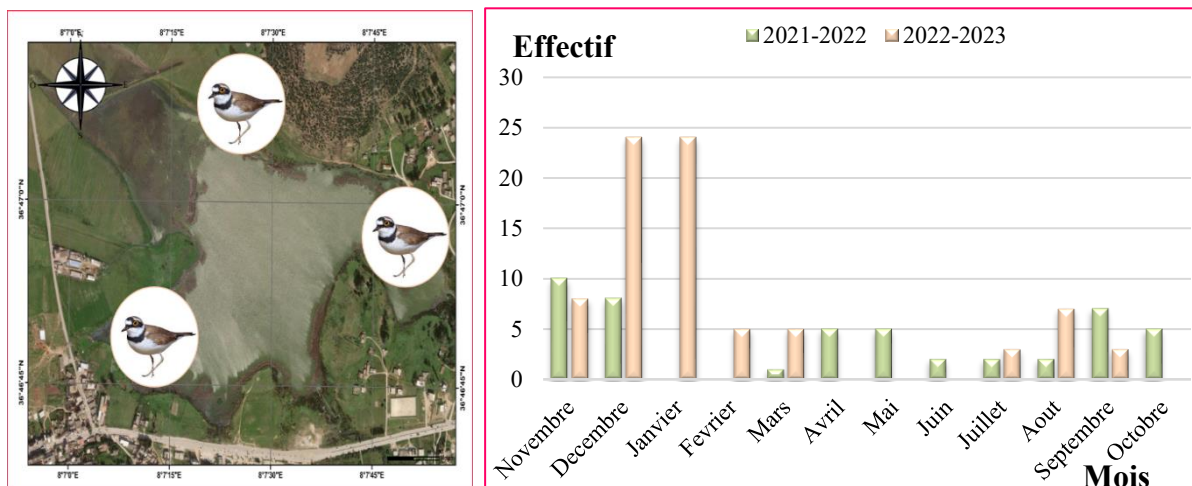 8°7'0"E 8°7'15"E 8°7'30"E 8°7'45"E
O E
S
36°47'0"N 36°47'0"N
36°46'45"N 36°46'45"N
8°7'0"E 8°7'15"E 8°7'30"E 8°7'45"E
Effectif
2021-2022 2022-2023
30
25
20
15
10
5
0
Novembre Decembre Janvier Fevrier Mars Avril Mai Juin Juillet Aout Septembre Octobre
Mois